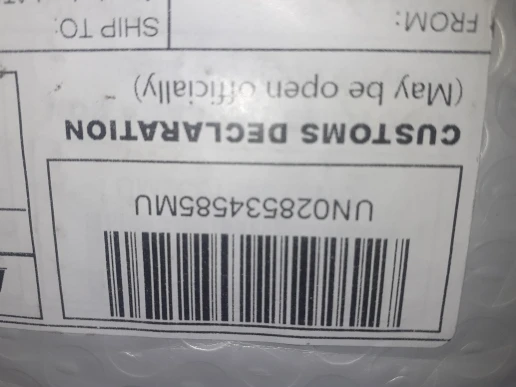 UN028534585MU
CUSTOMS DECLARATION
(May be open officially)
FROM:
SHIP TO: